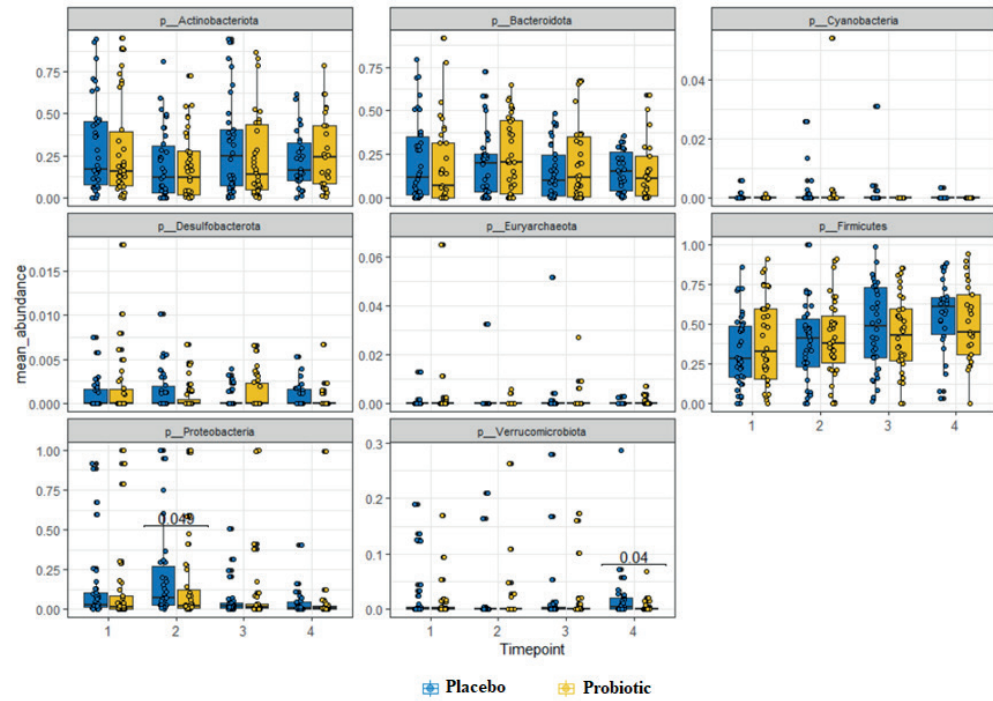 p__Actinobacteriota
p__Bacteroidota
p__Cyanobacteria
0.75
0.50
0.25
0.00
0.75
0.50
0.25
0.00
0.04
0.02
0.00
p__Desulfobacterota
p__Euryarchaeota
p__Firmicutes
mean_abundance
0.015
0.010
0.005
0.000
0.06
0.04
0.02
0.00
1.00
0.75
0.50
0.25
0.00
1 2 3 4
p__Proteobacteria
p__Verrucomicrobiota
1.00
0.75
0.50
0.25
0.00
0.049
0.3
0.2
0.1
0.0
0.04
1 2 3 4
1 2 3 4
Timepoint
Placebo Probiotic